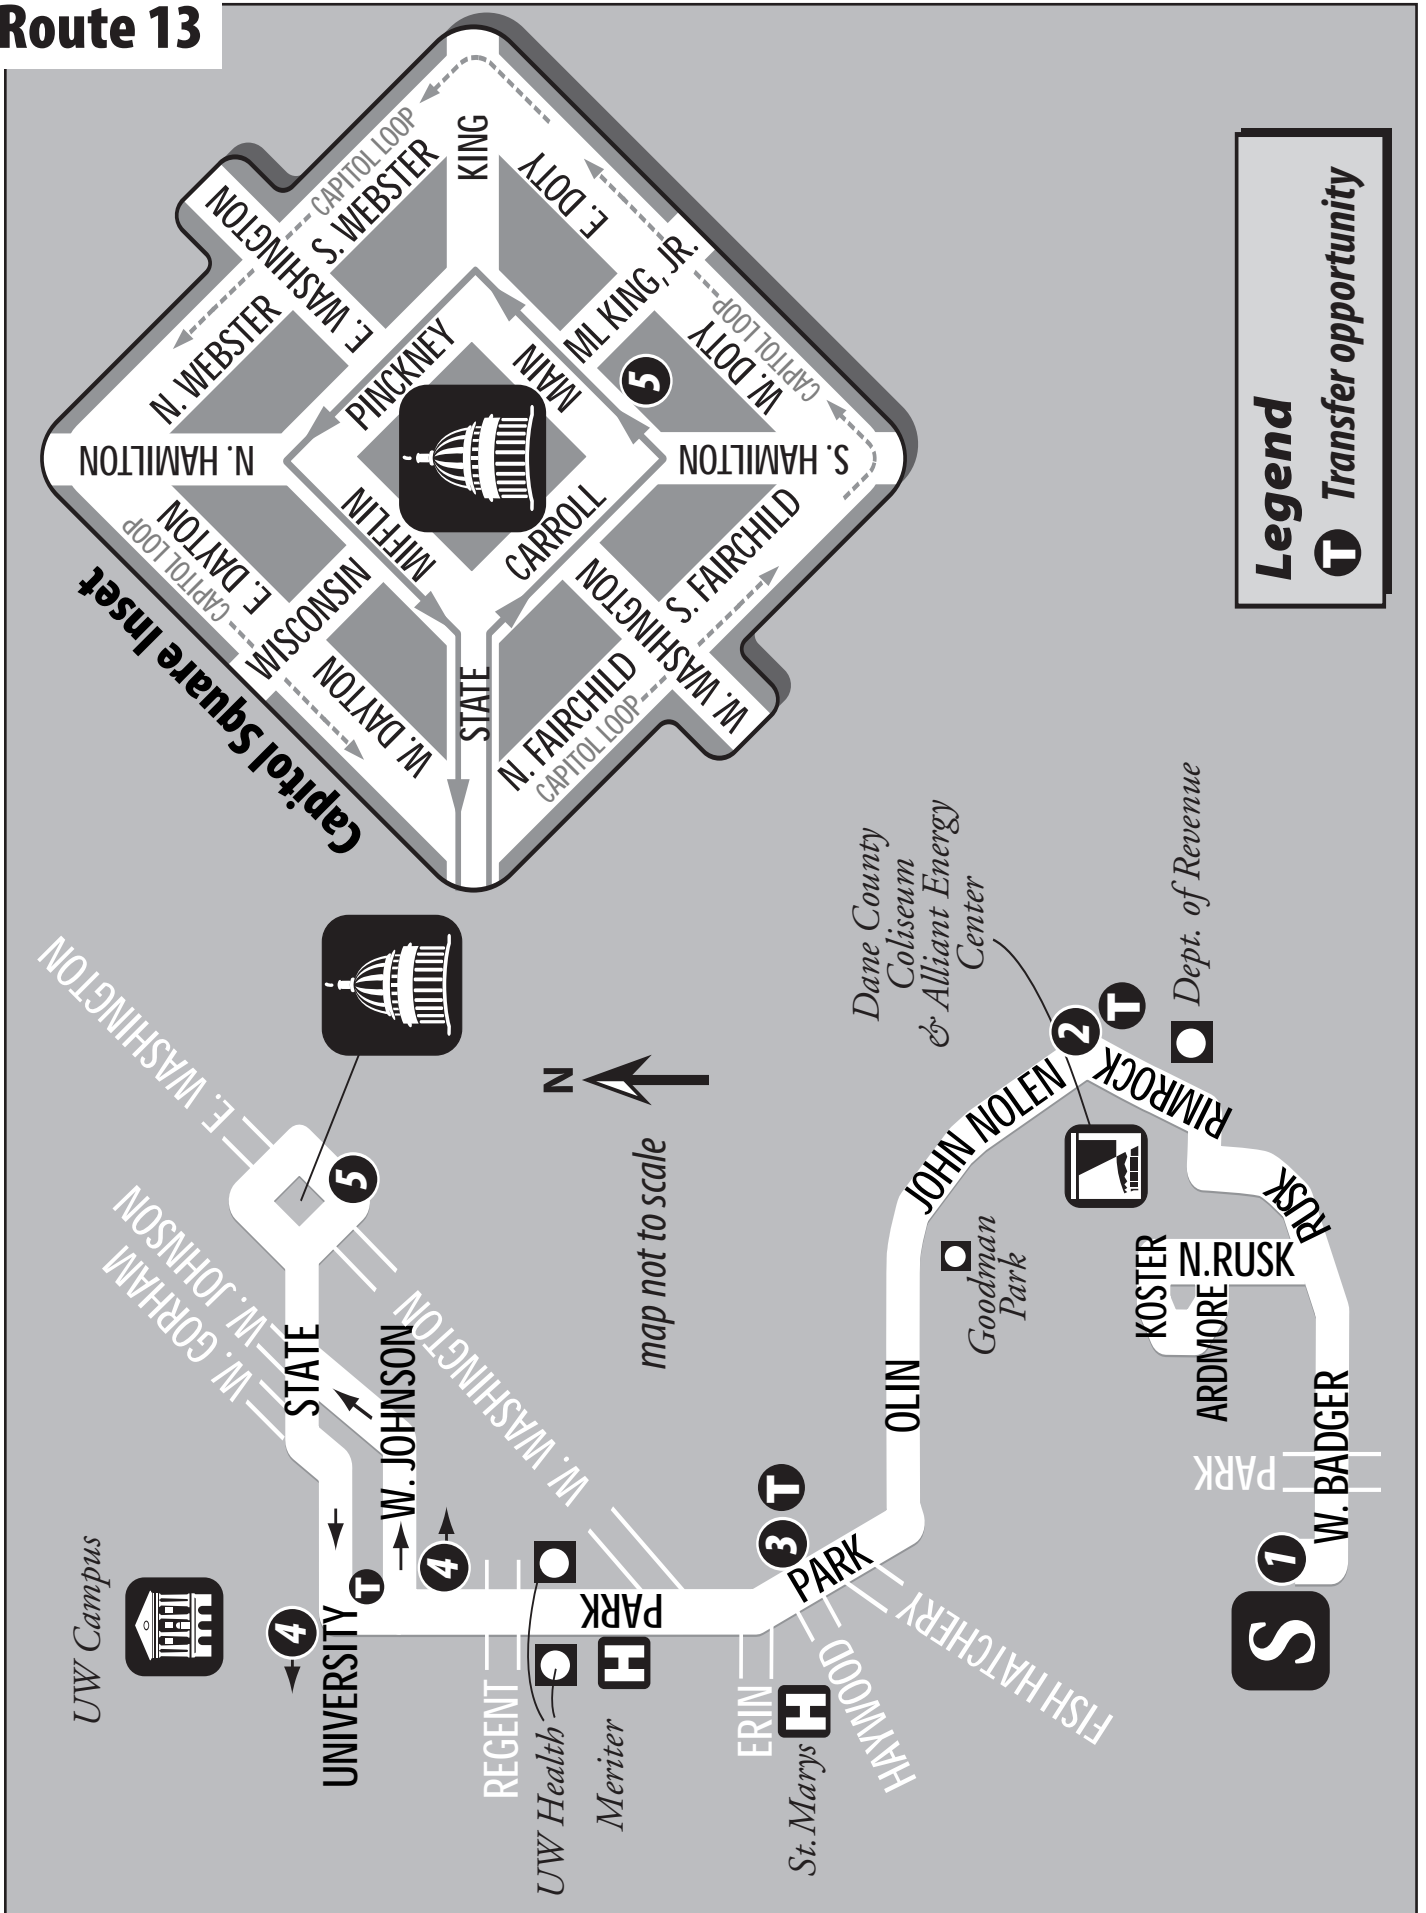 Route 13
Capitol Square Inset
CAPITOL LOOP
S. WEBSTER
KING
E. WASHINGTON
N. WEBSTER
E. DOTY
ML KING, JR.
PINCKNEY
MAIN
5
W. DOTY
CAPITOL LOOP
N. HAMILTON
S. HAMILTON
MIFFLIN
CARROLL
E. DAYTON
CAPITOL LOOP
WISCONSIN
W. DAYTON
STATE
S. FAIRCHILD
W. WASHINGTON
N. FAIRCHILD
CAPITOL LOOP
Legend
T Transfer opportunity
E. WASHINGTON
5
W. JOHNSON
W. GORHAM
STATE
W. JOHNSON
W. WASHINGTON
N
map not to scale
UW Campus
4
UNIVERSITY
T
4
REGENT
UW Health
PARK
H
Meriter
ERIN
H
St. Marys
HAYWOOD
FISH HATCHERY
PARK
3
T
OLIN
JOHN NOLEN
Goodman
Park
Dane County
Coliseum
& Alliant Energy
Center
2
T
Dept. of Revenue
RIMROCK
RUSK
N.RUSK
KOSTER
ARDMORE
PARK
W. BADGER
1
S